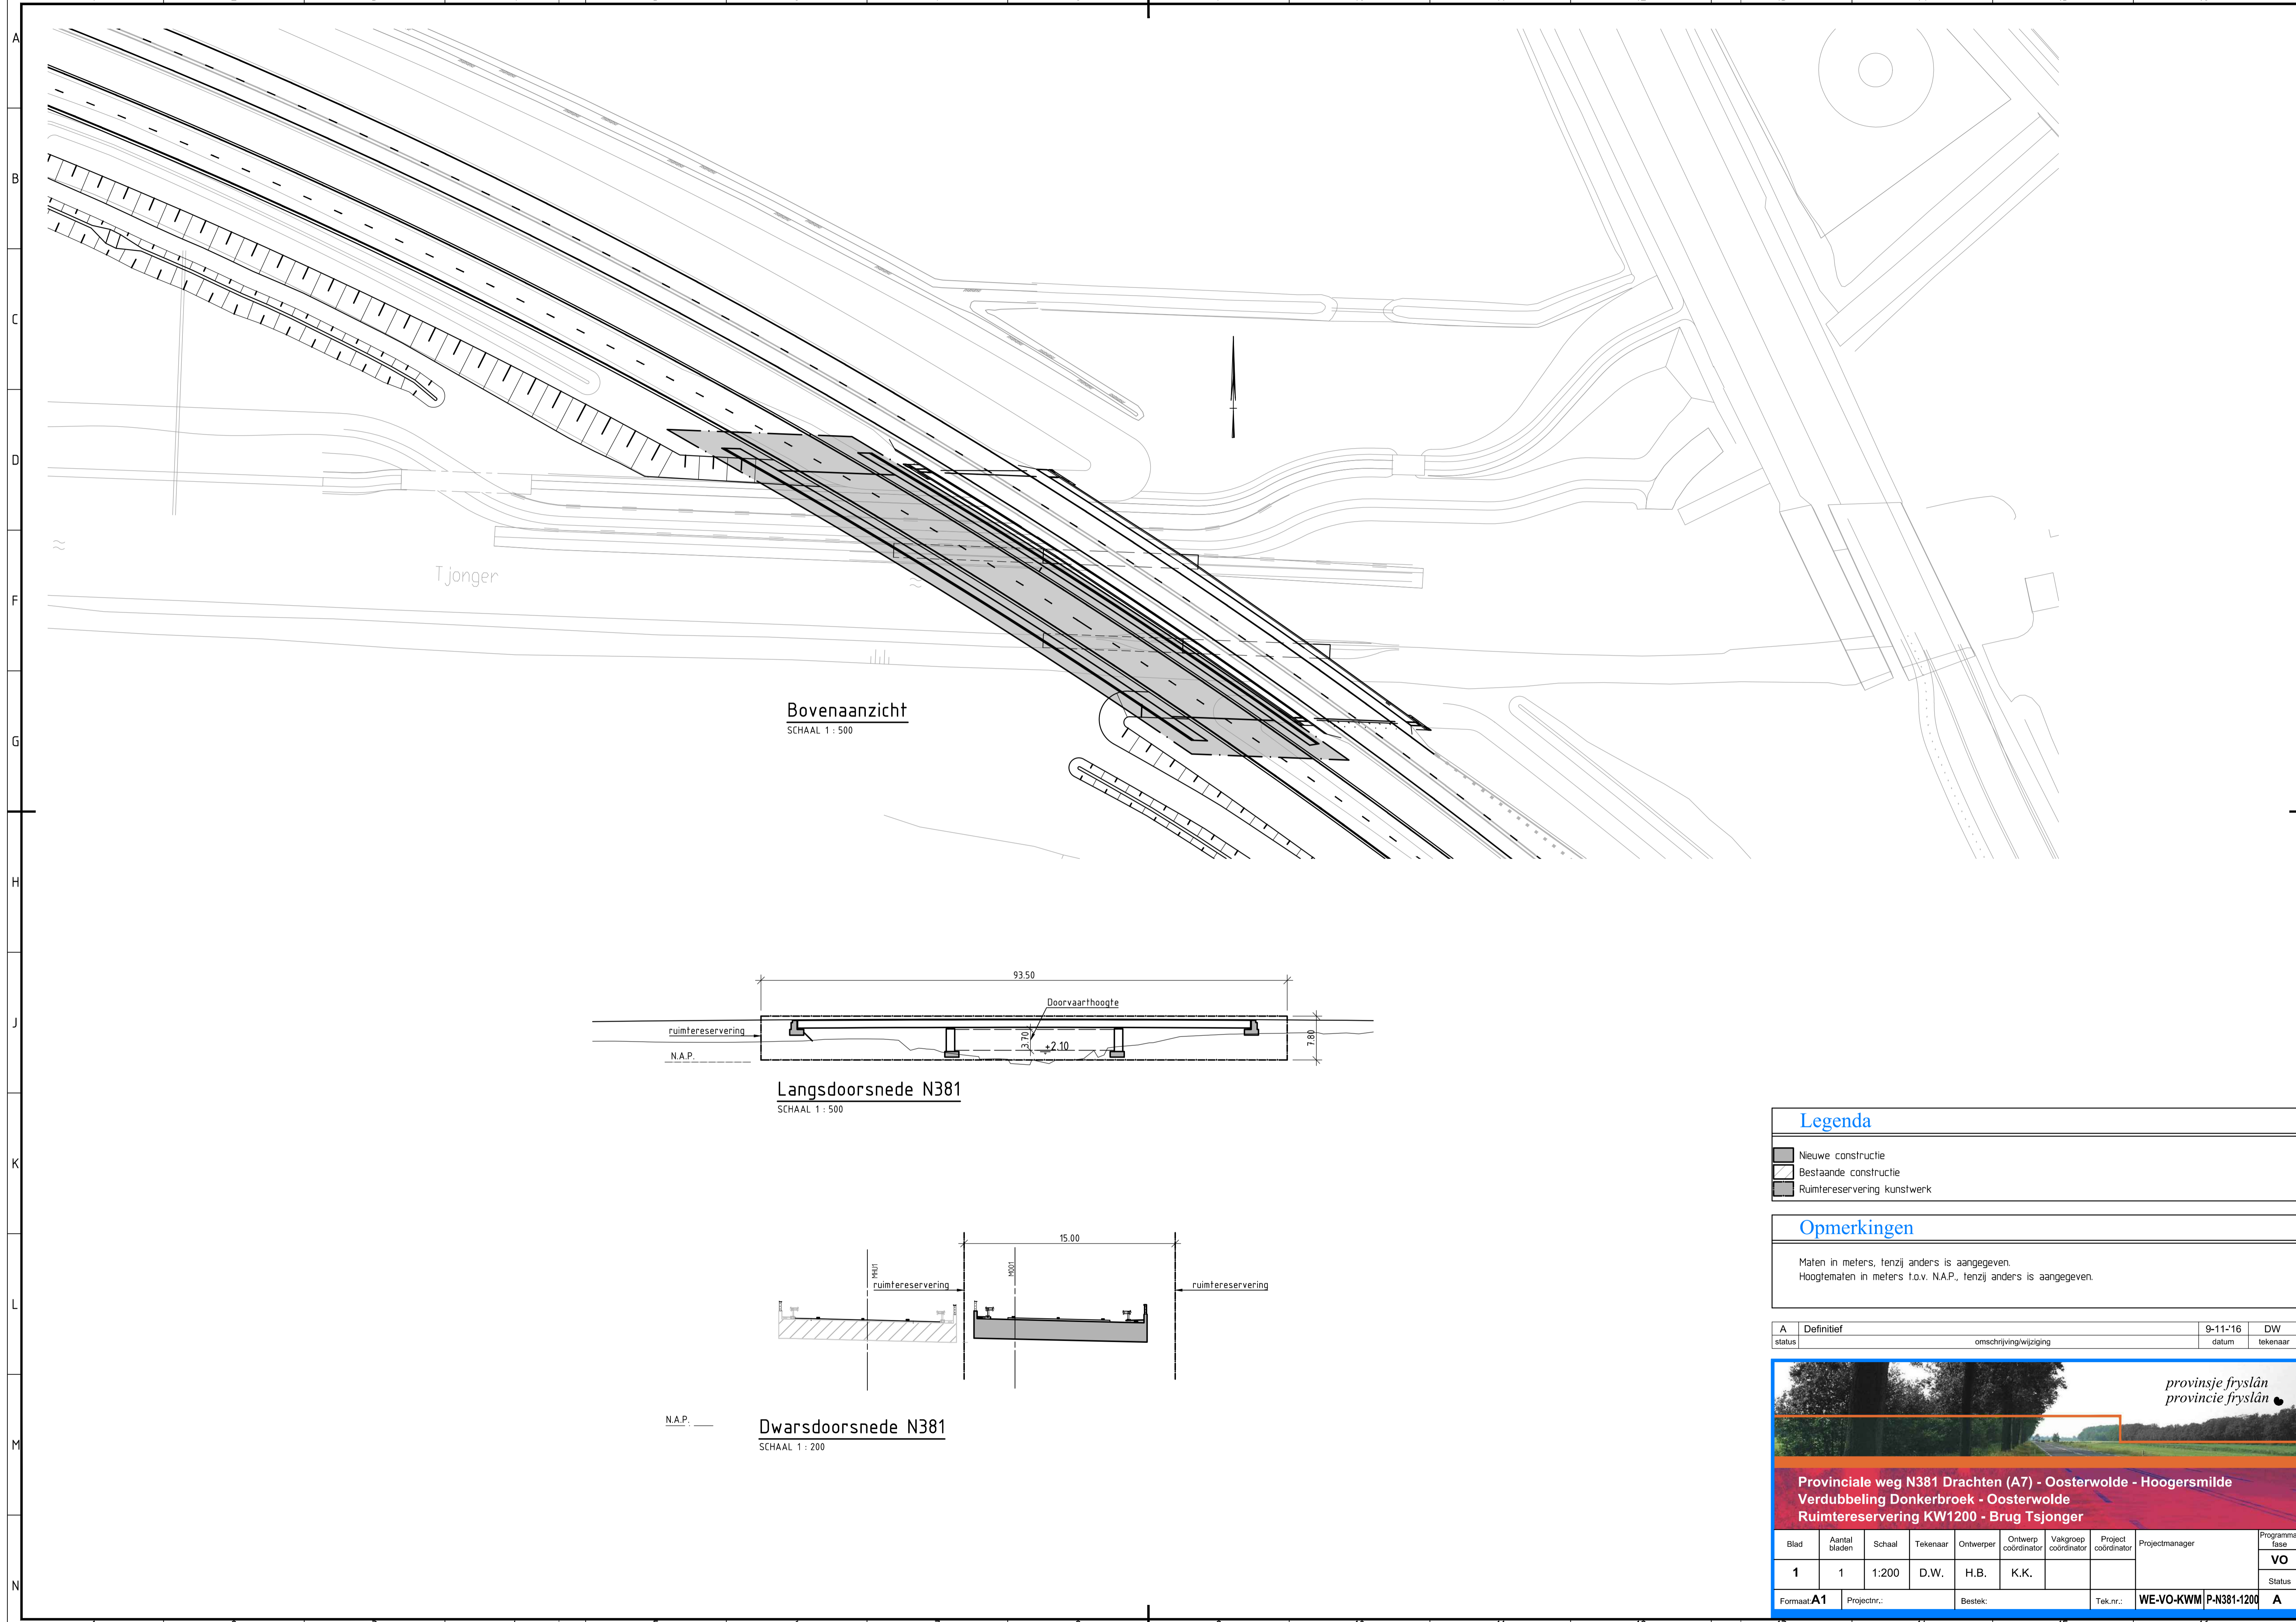 A
B
C
D
F
G
H
J
K
L
M
N
Tjonger
Bovenaanzicht
SCHAAL 1 : 500
93.50
Doorvaarthoogte
ruimtereservering
3.70
7.80
+2.10
N.A.P.
Langsdoorsnede N381
SCHAAL 1 : 500
15.00
MHU1
M001
ruimtereservering
ruimtereservering
N.A.P.
Dwarsdoorsnede N381
SCHAAL 1 : 200
Legenda
Nieuwe constructie
Bestaande constructie
Ruimtereservering kunstwerk
Opmerkingen
Maten in meters, tenzij anders is aangegeven.
Hoogtematen in meters t.o.v. N.A.P., tenzij anders is aangegeven.
A Definitief 9-11-'16 DW
status omschrijving/wijziging datum tekenaar
provinsje fryslân
provincie fryslân
Provinciale weg N381 Drachten (A7) - Oosterwolde - Hoogersmilde
Verdubbeling Donkerbroek - Oosterwolde
Ruimtereservering KW1200 - Brug Tsjonger
Blad Aantal bladen Schaal Tekenaar Ontwerper Ontwerp coördinator Vakgroep coördinator Project coördinator Projectmanager Programma fase
1 1 1:200 D.W. H.B. K.K. VO
Status
Formaat: A1 Projectnr.: Bestek: Tek.nr.: WE-VO-KWM P-N381-1200 A